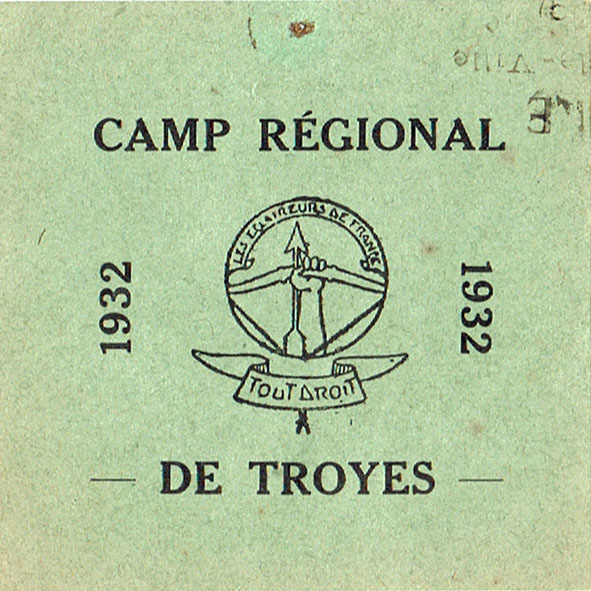 CAMP RÉGIONAL
LES ECLAIREURS DE FRANCE
1932
1932
TOUT DROIT
— DE TROYES —